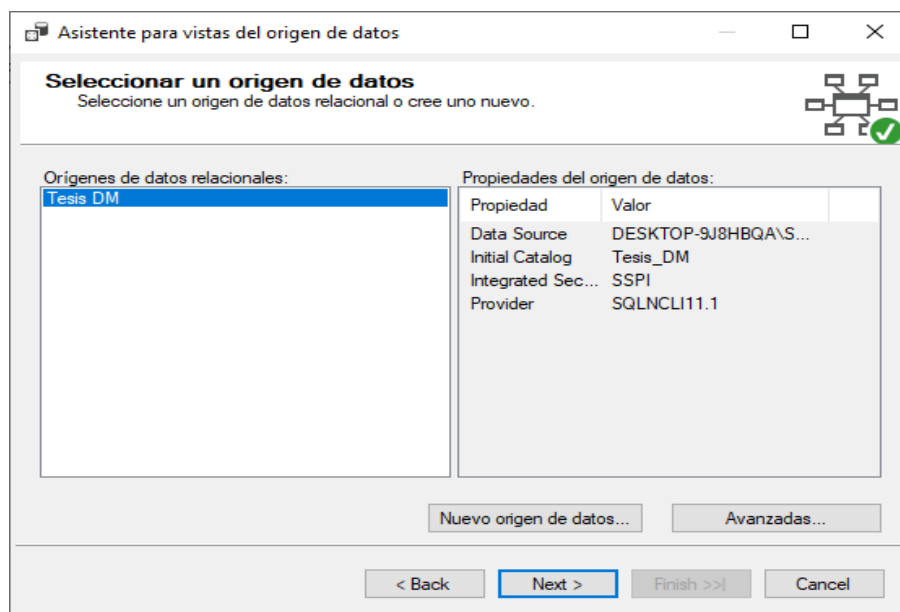 Asistente para vistas del origen de datos
Seleccionar un origen de datos
Seleccione un origen de datos relacional o cree uno nuevo.
Orígenes de datos relacionales:
Tesis DM
Propiedades del origen de datos:
Propiedad Valor
Data Source DESKTOP-9J8HBQA\S...
Initial Catalog Tesis_DM
Integrated Sec... SSPI
Provider SQLNCLI11.1
Nuevo origen de datos... Avanzadas...
< Back Next > Finish >>| Cancel